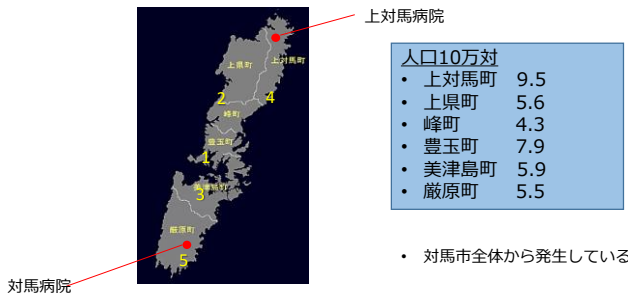 上対馬病院
上県町
上対馬町
2
4
峰町
豊玉町
1
美津島町
3
厳原町
5
対馬病院
人口10万対
• 上対馬町 9.5
• 上県町 5.6
• 峰町 4.3
• 豊玉町 7.9
• 美津島町 5.9
• 厳原町 5.5
• 対馬市全体から発生している